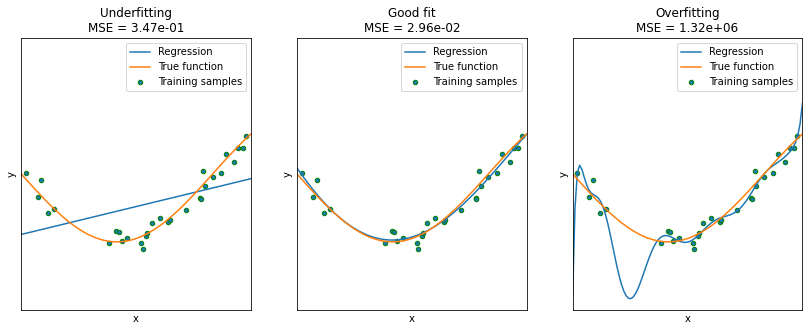 Underfitting
MSE = 3.47e-01
Regression
True function
Training samples
y
x
Good fit
MSE = 2.96e-02
Regression
True function
Training samples
y
x
Overfitting
MSE = 1.32e+06
Regression
True function
Training samples
y
x